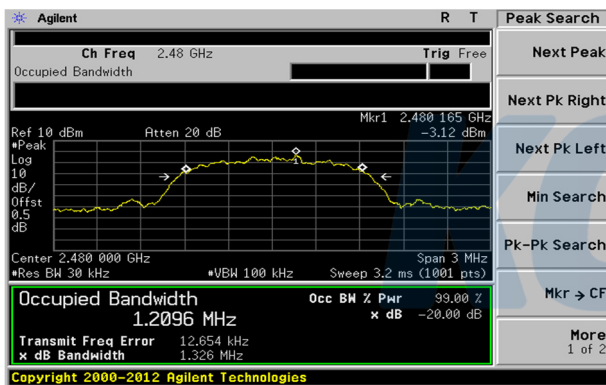 Agilent R T Peak Search
Ch Freq 2.48 GHz Trig Free
Occupied Bandwidth
Next Peak
Next Pk Right
Mkr1 2.480 165 GHz
Ref 10 dBm Atten 20 dB -3.12 dBm
#Peak
Log
10
dB/
Offst
0.5
dB
1
Next Pk Left
Min Search
Pk-Pk Search
Center 2.480 000 GHz Span 3 MHz
#Res BW 30 kHz #VBW 100 kHz Sweep 3.2 ms (1001 pts)
Occupied Bandwidth Occ BW % Pwr 99.00 %
1.2096 MHz x dB -20.00 dB
Transmit Freq Error 12.654 kHz
x dB Bandwidth 1.326 MHz
Mkr → CF
More
1 of 2
Copyright 2000-2012 Agilent Technologies